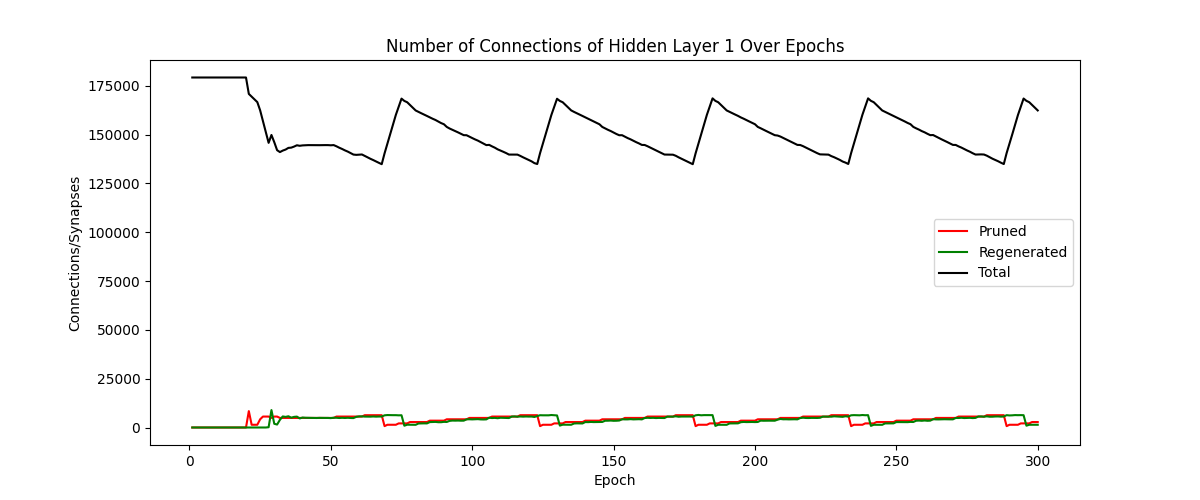 Number of Connections of Hidden Layer 1 Over Epochs
175000
150000
125000
100000
75000
50000
25000
0
Connections/Synapses
Pruned
Regenerated
Total
0 50 100 150 200 250 300
Epoch